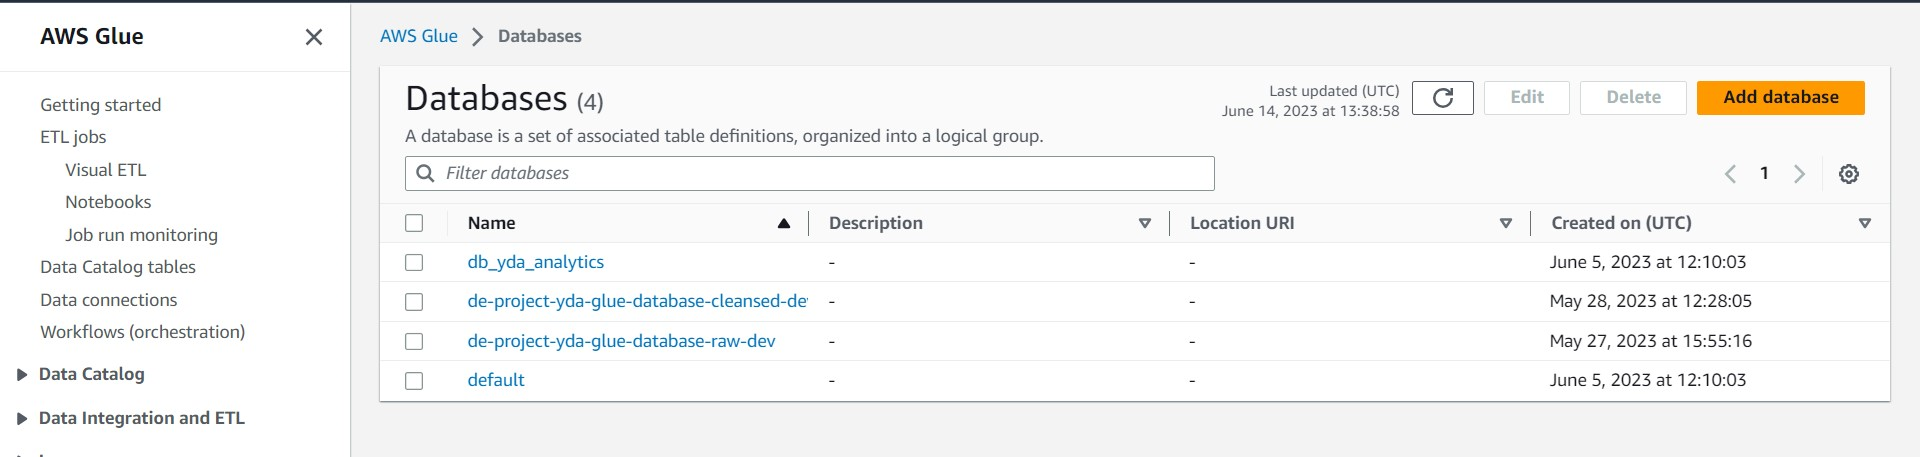 AWS Glue
Getting started
ETL jobs
Visual ETL
Notebooks
Job run monitoring
Data Catalog tables
Data connections
Workflows (orchestration)
Data Catalog
Data Integration and ETL
AWS Glue > Databases
Databases (4)
A database is a set of associated table definitions, organized into a logical group.
Last updated (UTC)
June 14, 2023 at 13:38:58
Edit
Delete
Add database
Filter databases
1
Name Description Location URI Created on (UTC)
db_yda_analytics - - June 5, 2023 at 12:10:03
de-project-yda-glue-database-cleansed-de - - May 28, 2023 at 12:28:05
de-project-yda-glue-database-raw-dev - - May 27, 2023 at 15:55:16
default - - June 5, 2023 at 12:10:03